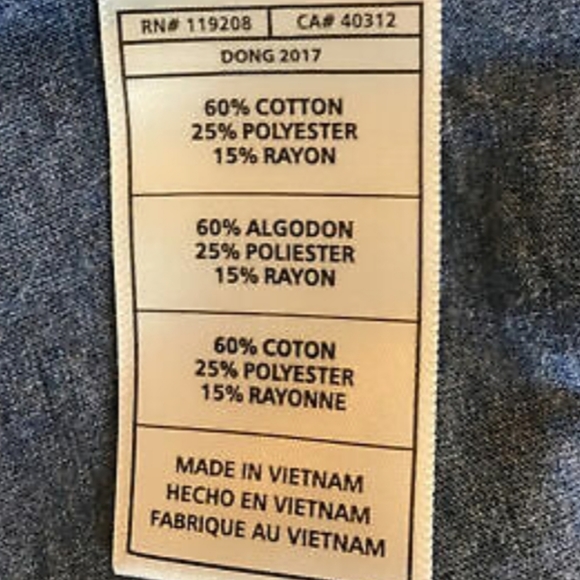 RN# 119208 CA# 40312
DONG 2017
60% COTTON
25% POLYESTER
15% RAYON
60% ALGODON
25% POLIESTER
15% RAYON
60% COTON
25% POLYESTER
15% RAYONNE
MADE IN VIETNAM
HECHO EN VIETNAM
FABRIQUE AU VIETNAM